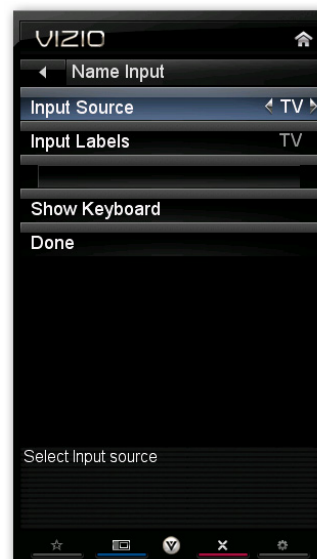 VIZIO
Name Input
Input Source TV
Input Labels TV
Show Keyboard
Done
Select Input source
V